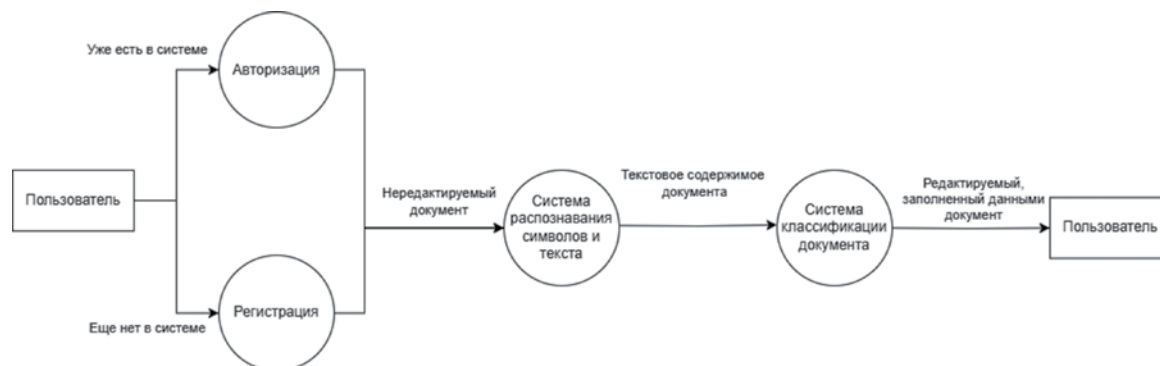 Уже есть в системе
Авторизация
Пользователь
Еще нет в системе
Регистрация
Нередактируемый
документ
Система
распознавания
символов и
текста
Текстовое содержимое
документа
Система
классификации
документа
Редактируемый,
заполненный данными
документ
Пользователь